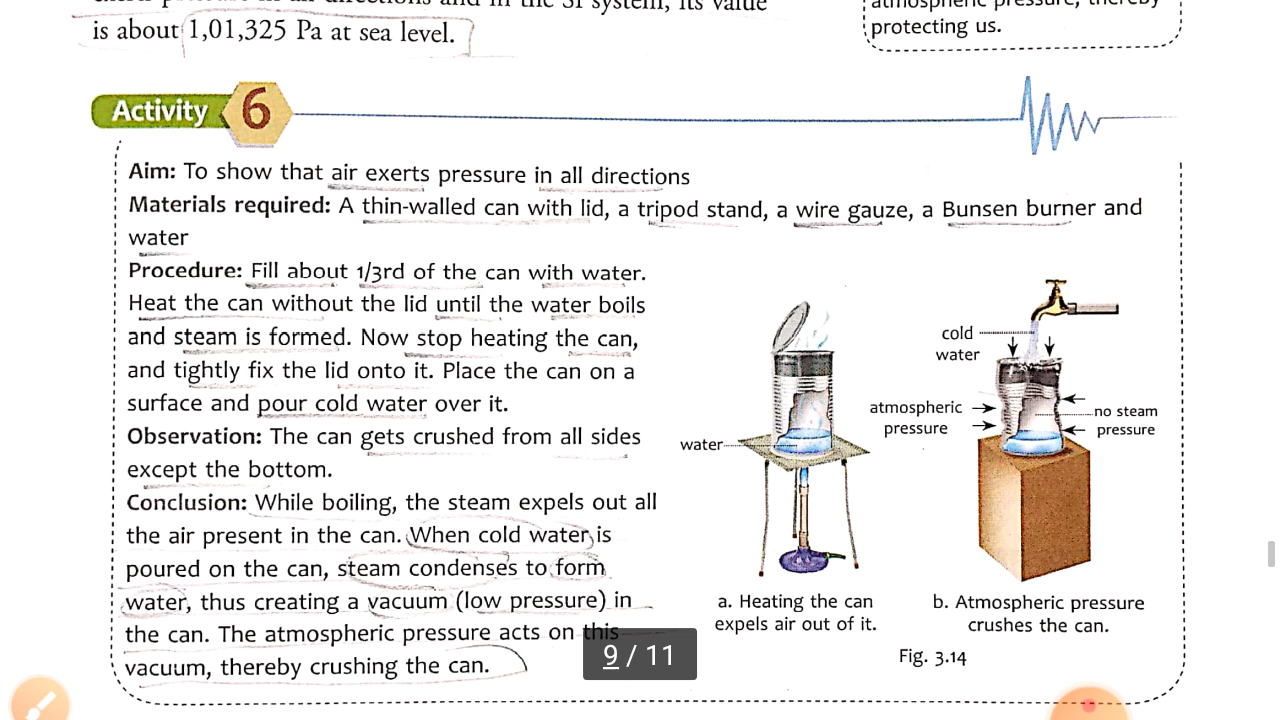 is about 1,01,325 Pa at sea level.
protecting us.
Activity 6
Aim: To show that air exerts pressure in all directions
Materials required: A thin-walled can with lid, a tripod stand, a wire gauze, a Bunsen burner and
water
Procedure: Fill about 1/3rd of the can with water.
Heat the can without the lid until the water boils
and steam is formed. Now stop heating the can,
and tightly fix the lid onto it. Place the can on a
surface and pour cold water over it.
Observation: The can gets crushed from all sides
except the bottom.
Conclusion: While boiling, the steam expels out all
the air present in the can. When cold water is
poured on the can, steam condenses to form
water, thus creating a vacuum (low pressure) in
the can. The atmospheric pressure acts on this
vacuum, thereby crushing the can.
water
a. Heating the can
expels air out of it.
cold
water
atmospheric
pressure
no steam
pressure
b. Atmospheric pressure
crushes the can.
Fig. 3.14
9 / 11